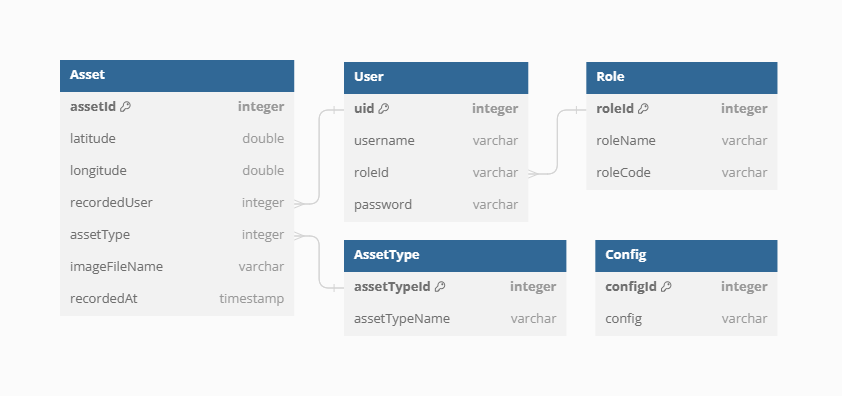 Asset
assetId integer
latitude double
longitude double
recordedUser integer
assetType integer
imageFileName varchar
recordedAt timestamp
User
uid integer
username varchar
roleId varchar
password varchar
Role
roleId integer
roleName varchar
roleCode varchar
AssetType
assetTypeId integer
assetTypeName varchar
Config
configId integer
config varchar